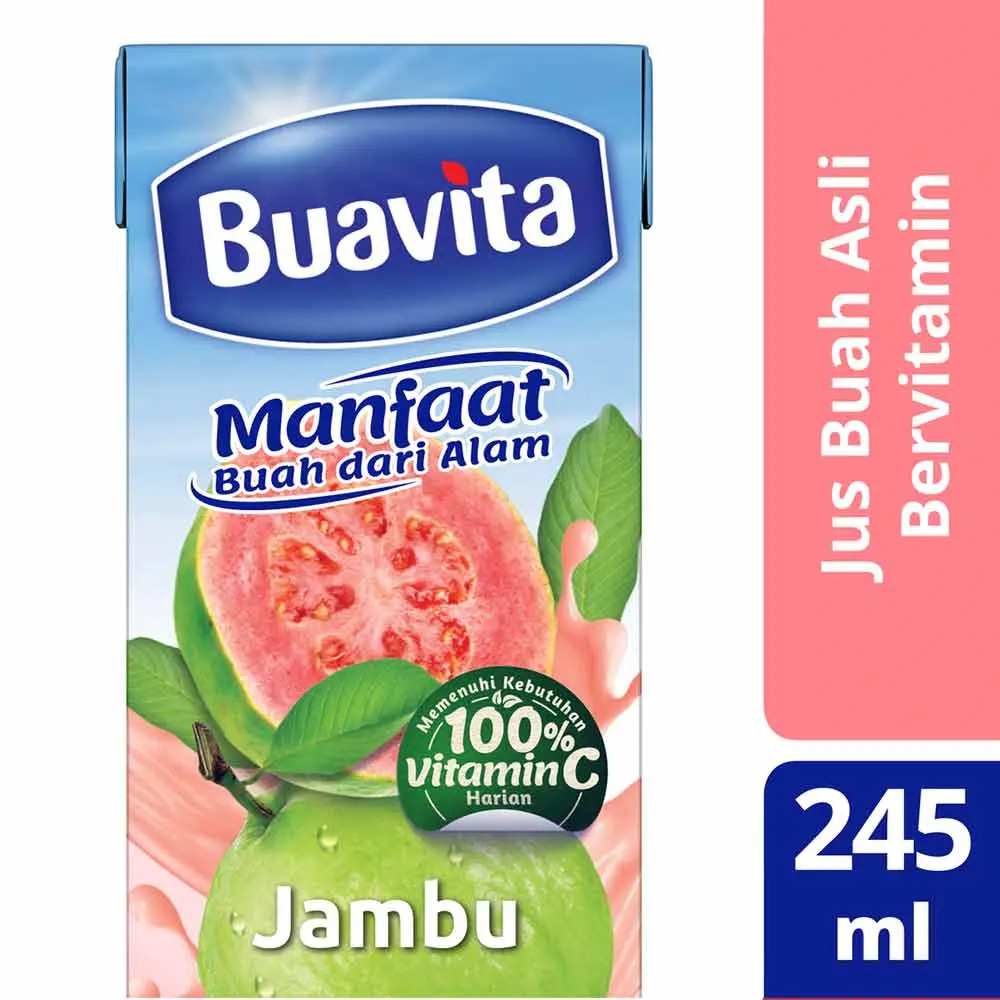 Buavita
Manfaat
Buah dari Alam
Memenuhi Kebutuhan
100%
Vitamin C
Harian
Jambu
Jus Buah Asli
Bervitamin
245
ml